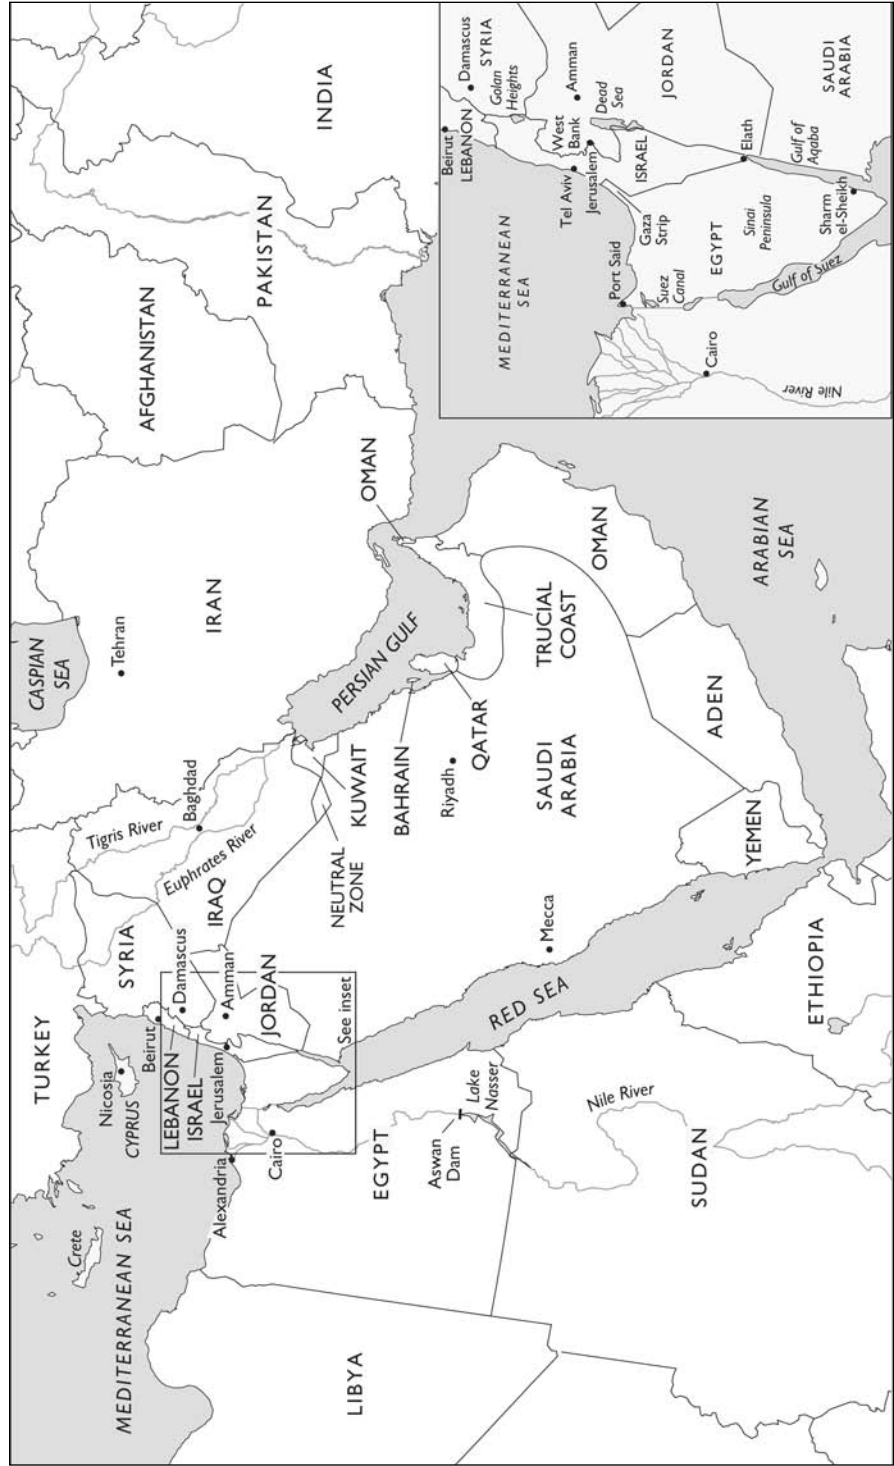 TURKEY
CASPIAN
SEA
Tehran
IRAN
AFGHANISTAN
PAKISTAN
INDIA
MEDITERRANEAN SEA
Crete
Nicosia
CYPRUS
Beirut
SYRIA
Damascus
LEBANON
ISRAEL
Jerusalem
Amman
JORDAN
See inset
IRAQ
Tigris River
Baghdad
Euphrates River
NEUTRAL
ZONE
KUWAIT
PERSIAN GULF
BAHRAIN
QATAR
OMAN
TRUCIAL
COAST
OMAN
Alexandria
Cairo
EGYPT
LIBYA
Aswan
Dam
Lake
Nasser
Nile River
SUDAN
RED SEA
Mecca
Riyadh
SAUDI
ARABIA
YEMEN
ADEN
ETHIOPIA
ARABIAN
SEA
Beirut
LEBANON
Damascus
SYRIA
Golan
Heights
MEDITERRANEAN
SEA
Tel Aviv
West
Bank
Jerusalem
Amman
Dead
Sea
ISRAEL
JORDAN
Gaza
Strip
Port Said
Suez
Canal
Cairo
EGYPT
Sinai
Peninsula
Elath
Gulf of
Aqaba
SAUDI
ARABIA
Nile River
Gulf of Suez
Sharm
el-Sheikh